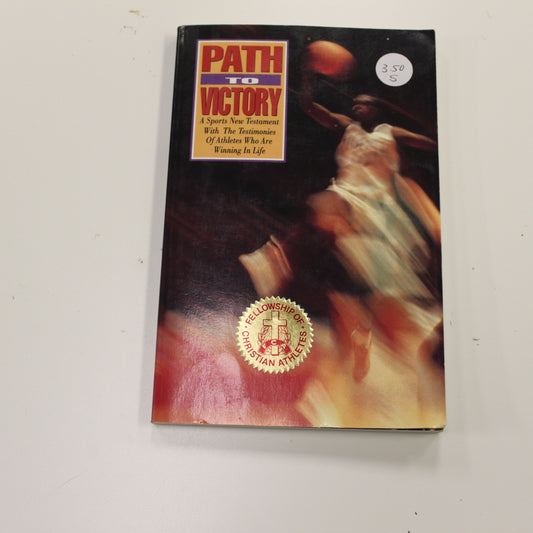 PATH
TO
VICTORY
A Sports New Testament
With The Testimonies
Of Athletes Who Are
Winning In Life
3.50
S
FELLOWSHIP OF
CHRISTIAN ATHLETES